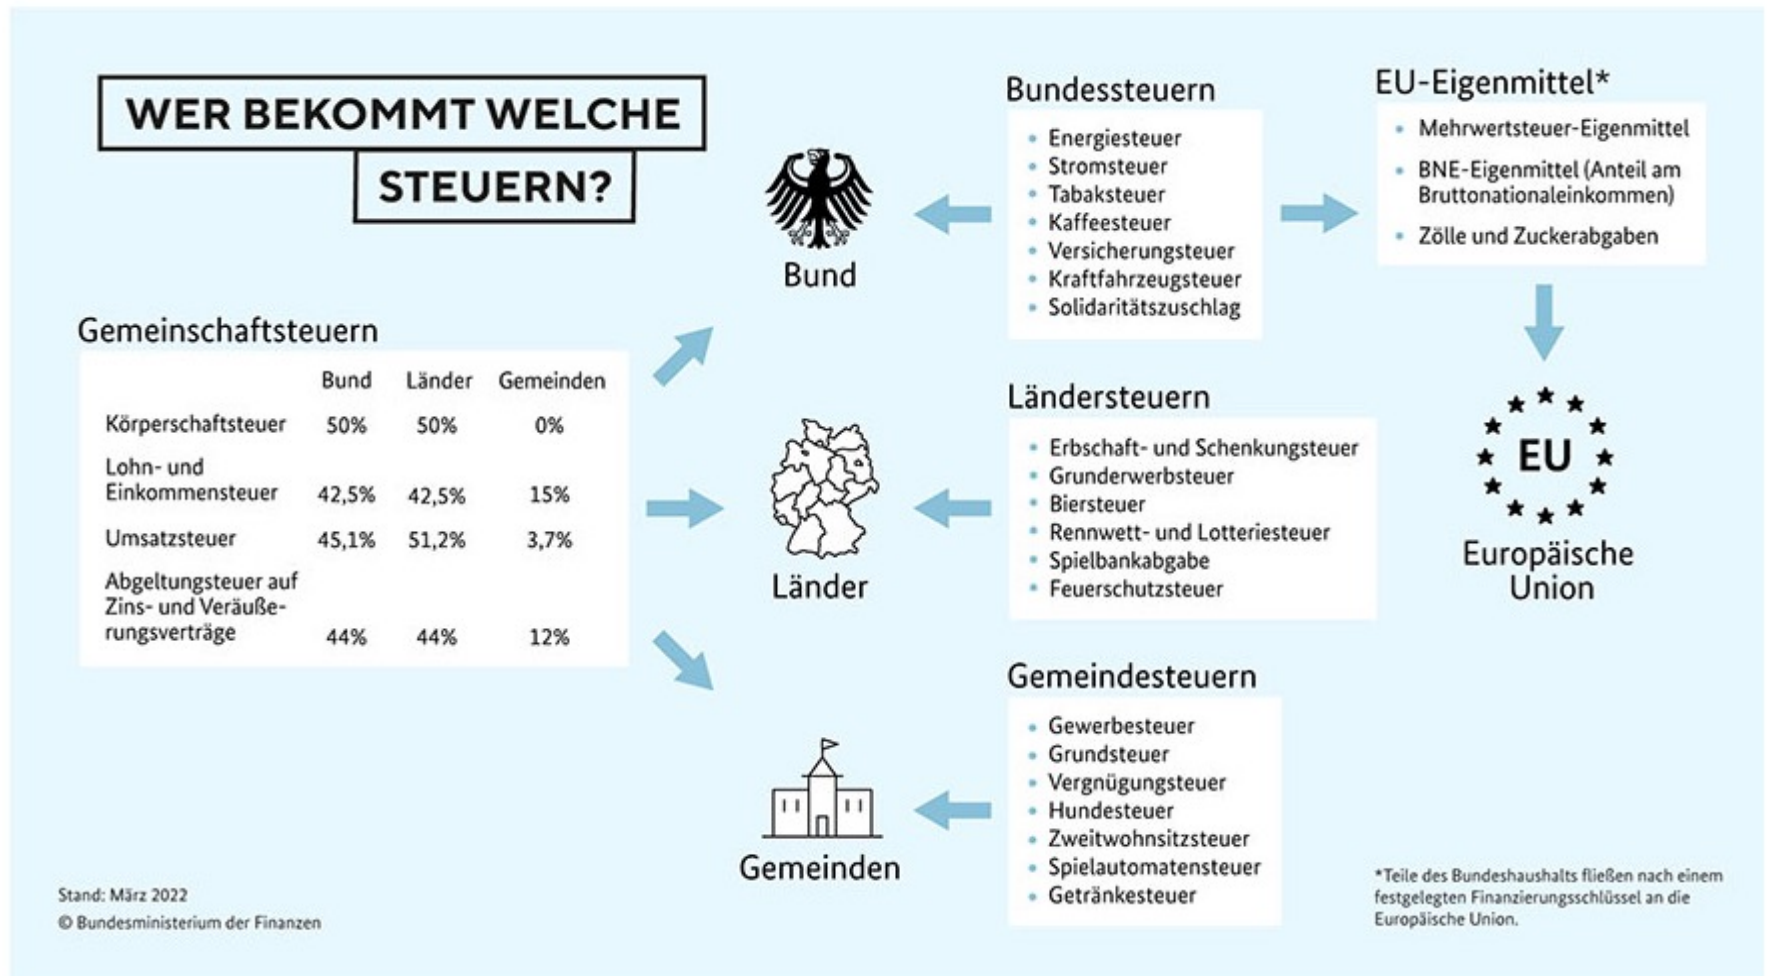 WER BEKOMMT WELCHE
STEUERN?
Gemeinschaftsteuern
Bund Länder Gemeinden
Körperschaftsteuer 50% 50% 0%
Lohn- und
Einkommensteuer 42,5% 42,5% 15%
Umsatzsteuer 45,1% 51,2% 3,7%
Abgeltungsteuer auf
Zins- und Veräuße-
rungsverträge 44% 44% 12%
Bund
Länder
Gemeinden
Bundessteuern
• Energiesteuer
• Stromsteuer
• Tabaksteuer
• Kaffeesteuer
• Versicherungsteuer
• Kraftfahrzeugsteuer
• Solidaritätszuschlag
Ländersteuern
• Erbschaft- und Schenkungsteuer
• Grunderwerbsteuer
• Biersteuer
• Rennwett- und Lotteriesteuer
• Spielbankabgabe
• Feuerschutzsteuer
Gemeindesteuern
• Gewerbesteuer
• Grundsteuer
• Vergnügungsteuer
• Hundesteuer
• Zweitwohnsitzsteuer
• Spielautomatensteuer
• Getränkesteuer
EU-Eigenmittel*
• Mehrwertsteuer-Eigenmittel
• BNE-Eigenmittel (Anteil am
Bruttonationaleinkommen)
• Zölle und Zuckerabgaben
EU
Europäische
Union
*Teile des Bundeshaushalts fließen nach einem
festgelegten Finanzierungsschlüssel an die
Europäische Union.
Stand: März 2022
© Bundesministerium der Finanzen